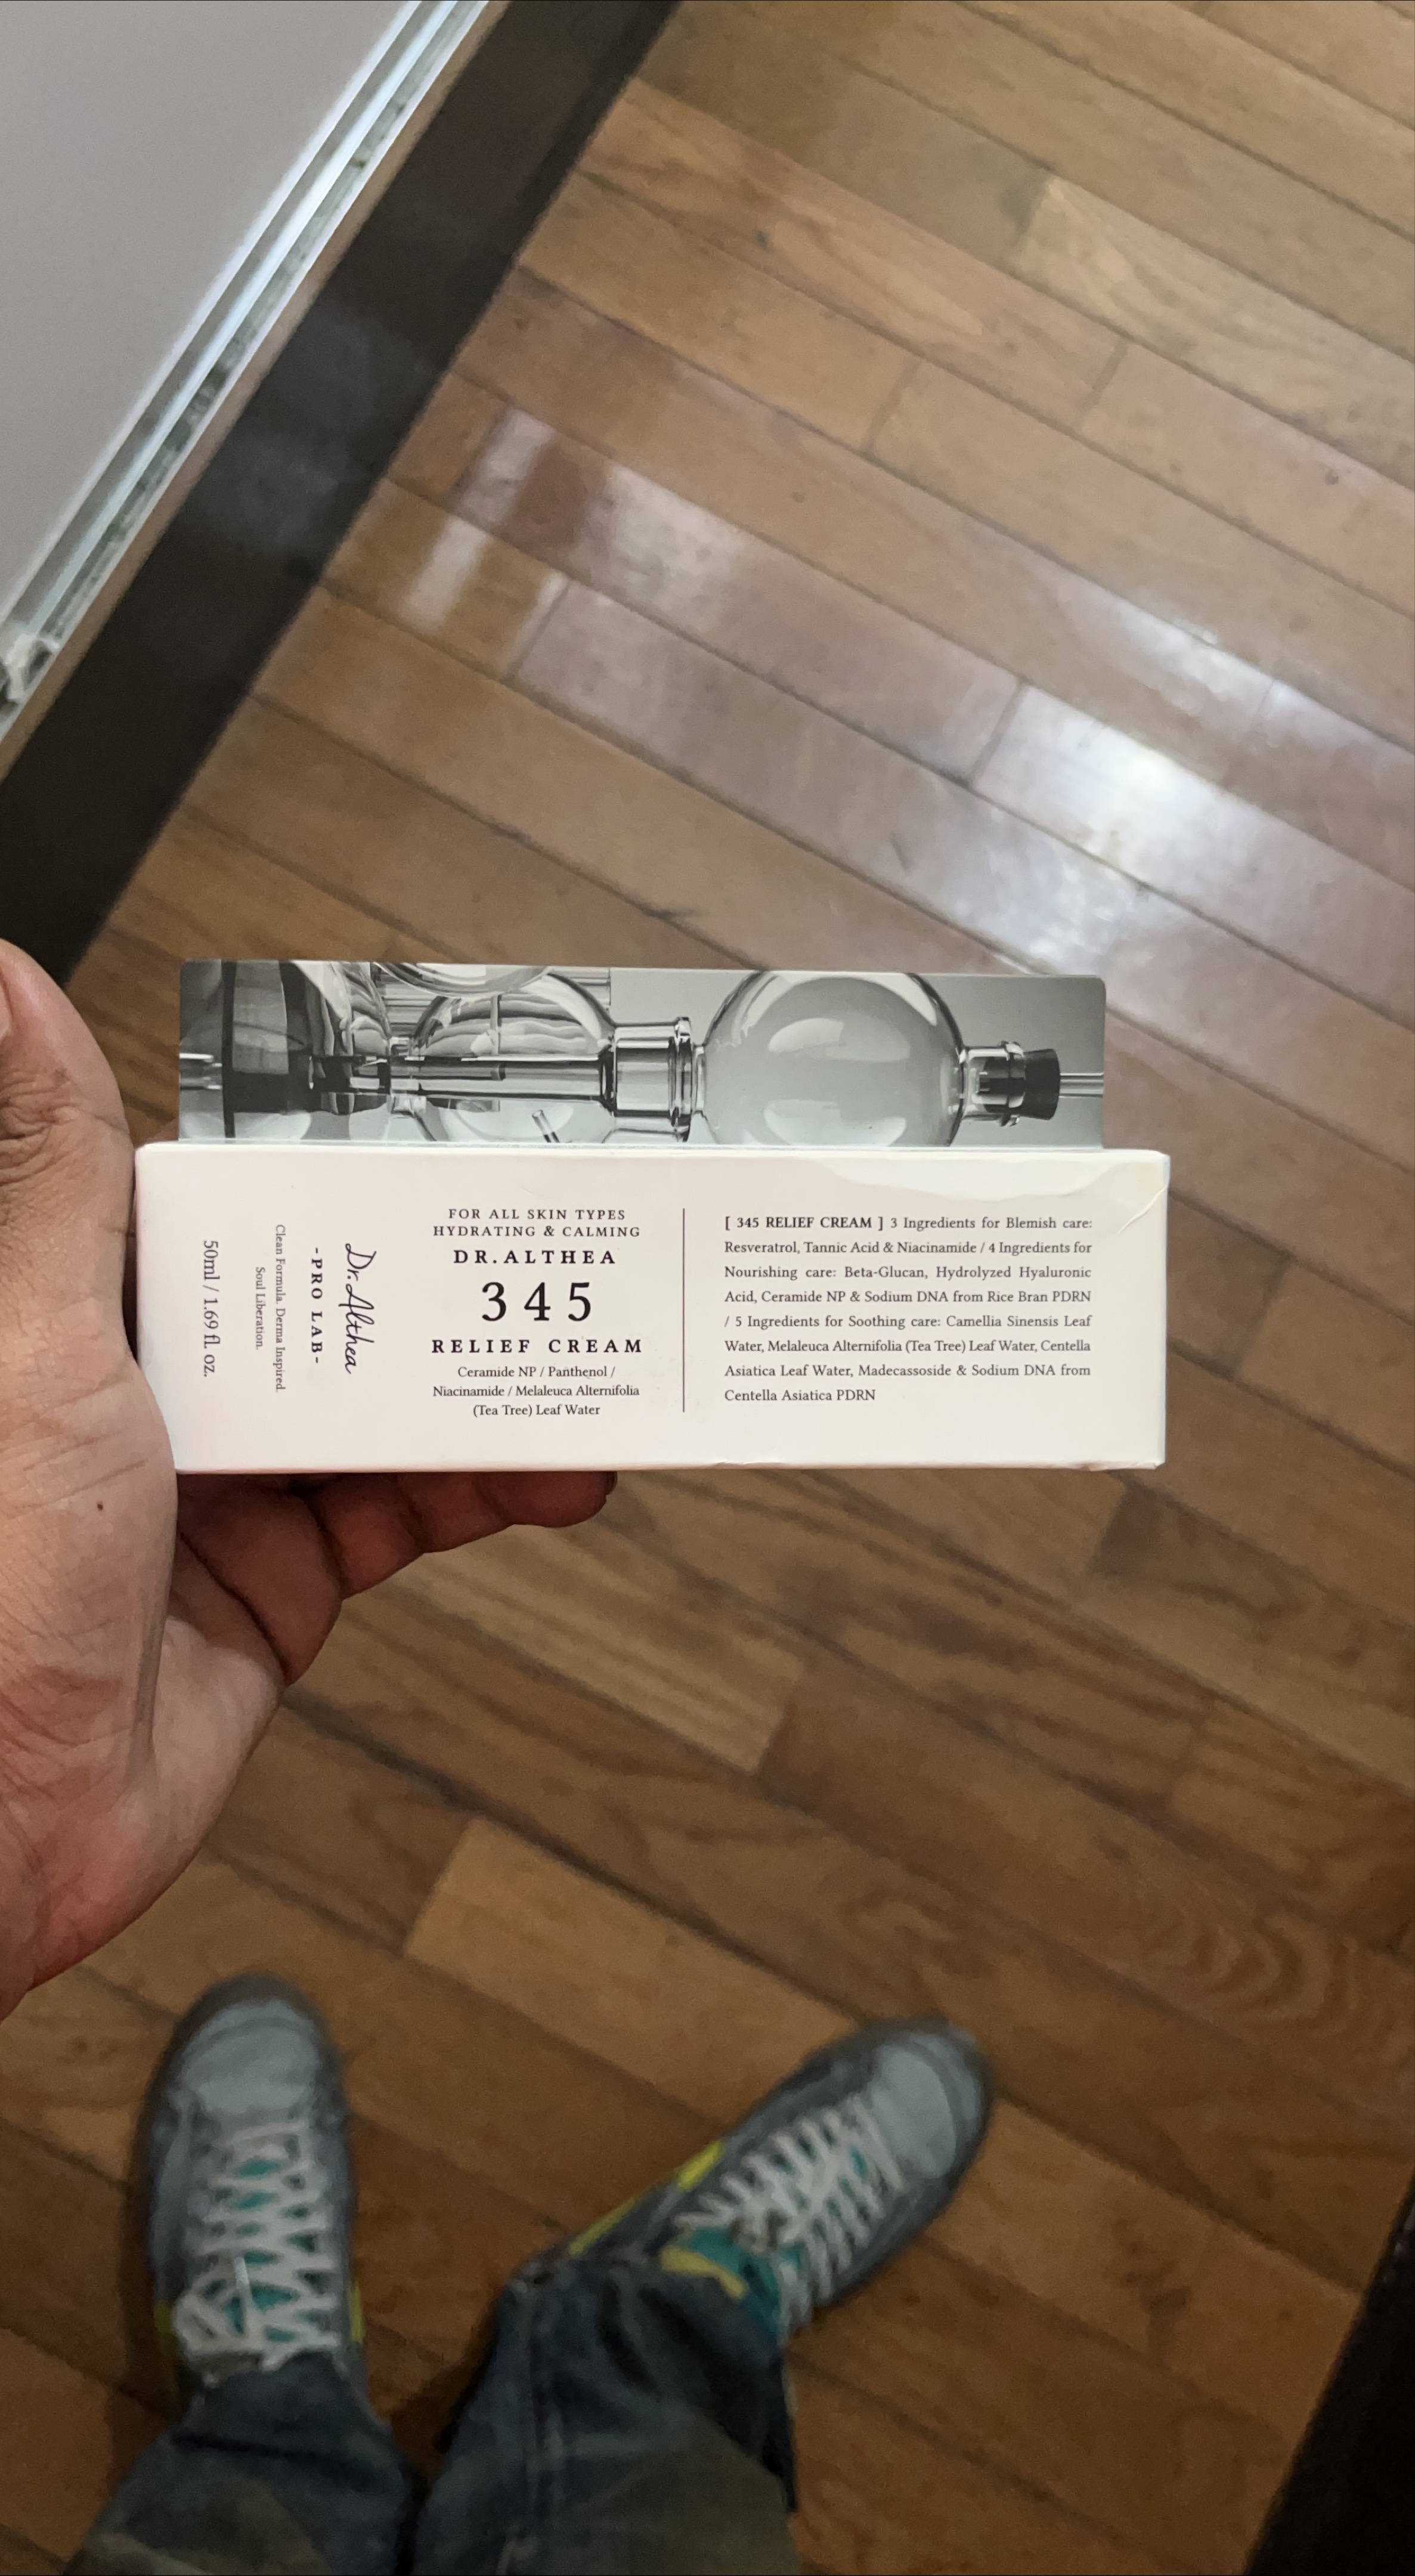 FOR ALL SKIN TYPES
HYDRATING & CALMING
DR.ALTHEA
345
RELIEF CREAM
Ceramide NP / Panthenol /
Niacinamide / Melaleuca Alternifolia
(Tea Tree) Leaf Water
[ 345 RELIEF CREAM ] 3 Ingredients for Blemish care:
Resveratrol, Tannic Acid & Niacinamide / 4 Ingredients for
Nourishing care: Beta-Glucan, Hydrolyzed Hyaluronic
Acid, Ceramide NP & Sodium DNA from Rice Bran PDRN
/ 5 Ingredients for Soothing care: Camellia Sinensis Leaf
Water, Melaleuca Alternifolia (Tea Tree) Leaf Water, Centella
Asiatica Leaf Water, Madecassoside & Sodium DNA from
Centella Asiatica PDRN
Dr.Althea
-PRO LAB-
Clean Formula. Derma Inspired.
Soul Liberation.
50ml / 1.69 fl. oz.